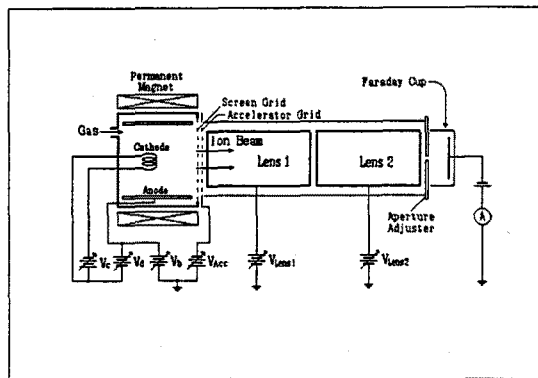 Permanent
Magnet
Screen Grid
Accelerator Grid
Faraday Cup
Gas
Cathode
Ion Beam
Lens 1
Lens 2
Anode
Aperture
Adjuster
A
Vc
Vd
Vb
VAcc
VLens1
VLens2